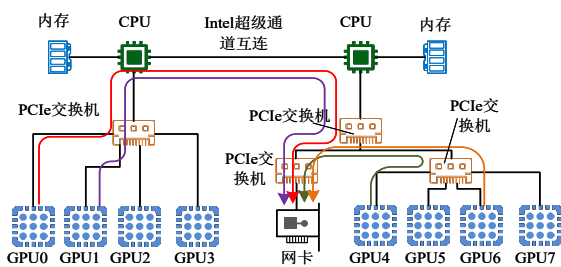 内存
CPU
Intel超级通
道互连
CPU
内存
PCIe交换机
PCIe交换机
PCIe交
换机
PCIe交
换机
GPU0
GPU1
GPU2
GPU3
网卡
GPU4
GPU5
GPU6
GPU7